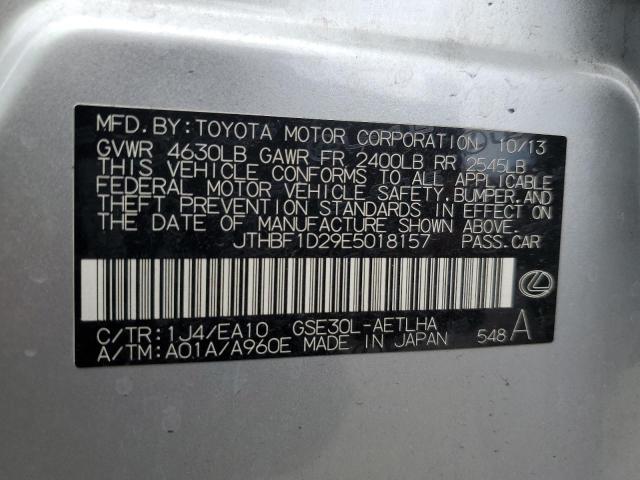 MFD.BY:TOYOTA MOTOR CORPORATION 10/13
GVWR 4630LB GAWR FR 2400LB RR 2545LB
THIS VEHICLE CONFORMS TO ALL APPLICABLE
FEDERAL MOTOR VEHICLE SAFETY,BUMPER,AND
THEFT PREVENTION STANDARDS IN EFFECT ON
THE DATE OF MANUFACTURE SHOWN ABOVE.
JTHBF1D29E5018157 PASS.CAR
C/TR:1J4/EA10 GSE30L-AETLHA
A/TM:A01A/A960E MADE IN JAPAN 548 A